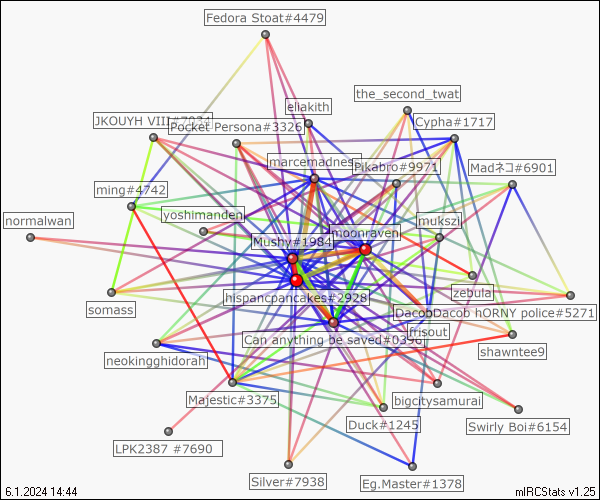 Fedora Stoat#4479
the_second_twat
eliakith
JKOUYH VIII#7934
Pocket Persona#3326
Cypha#1717
marcemadness
Pikabro#9971
Madネコ#6901
ming#4742
normalwan
yoshimanden
mukszi
moonraven
Mushy#1984
zebula
hispancpancakes#2928
somass
DacobDacob hORNY police#5271
frisout
Can anything be saved#0396
shawntee9
neokingghidorah
Majestic#3375
bigcitysamurai
Duck#1245
Swirly Boi#6154
LPK2387 #7690
Silver#7938
Eg.Master#1378
6.1.2024 14:44
mIRCStats v1.25